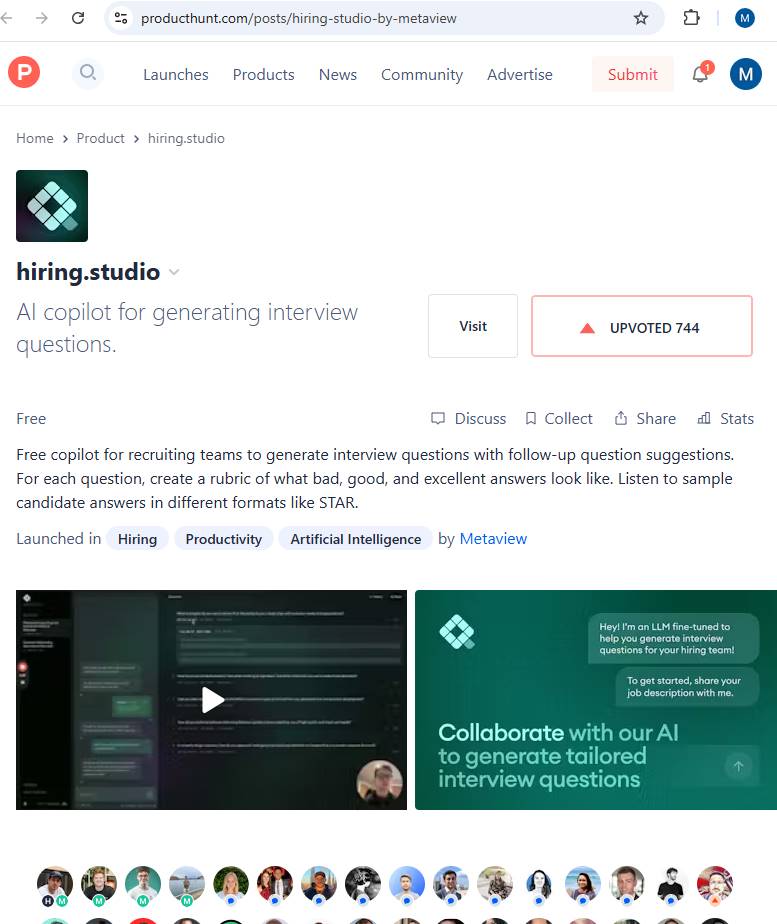 producthunt.com/posts/hiring-studio-by-metaview
M
P
Launches Products News Community Advertise Submit 1 M
Home > Product > hiring.studio
hiring.studio
AI copilot for generating interview
questions.
Visit
UPVOTED 744
Free
Discuss Collect Share Stats
Free copilot for recruiting teams to generate interview questions with follow-up question suggestions.
For each question, create a rubric of what bad, good, and excellent answers look like. Listen to sample
candidate answers in different formats like STAR.
Launched in Hiring Productivity Artificial Intelligence by Metaview
Hey! I'm an LLM fine-tuned to
help you generate interview
questions for your hiring team!
To get started, share your
job description with me.
Collaborate with our AI
to generate tailored
interview questions
H M M M M